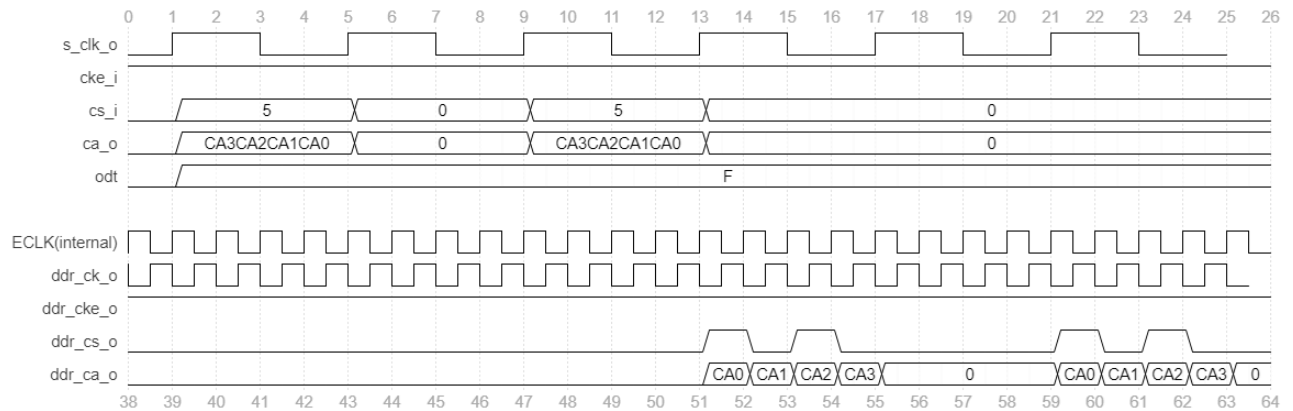 0 1 2 3 4 5 6 7 8 9 10 11 12 13 14 15 16 17 18 19 20 21 22 23 24 25 26
s_clk_o
cke_i
cs_i 5 0 5 0
ca_o CA3CA2CA1CA0 0 CA3CA2CA1CA0 0
odt F
ECLK(internal)
ddr_ck_o
ddr_cke_o
ddr_cs_o
ddr_ca_o CA0 CA1 CA2 CA3 0 CA0 CA1 CA2 CA3 0
38 39 40 41 42 43 44 45 46 47 48 49 50 51 52 53 54 55 56 57 58 59 60 61 62 63 64